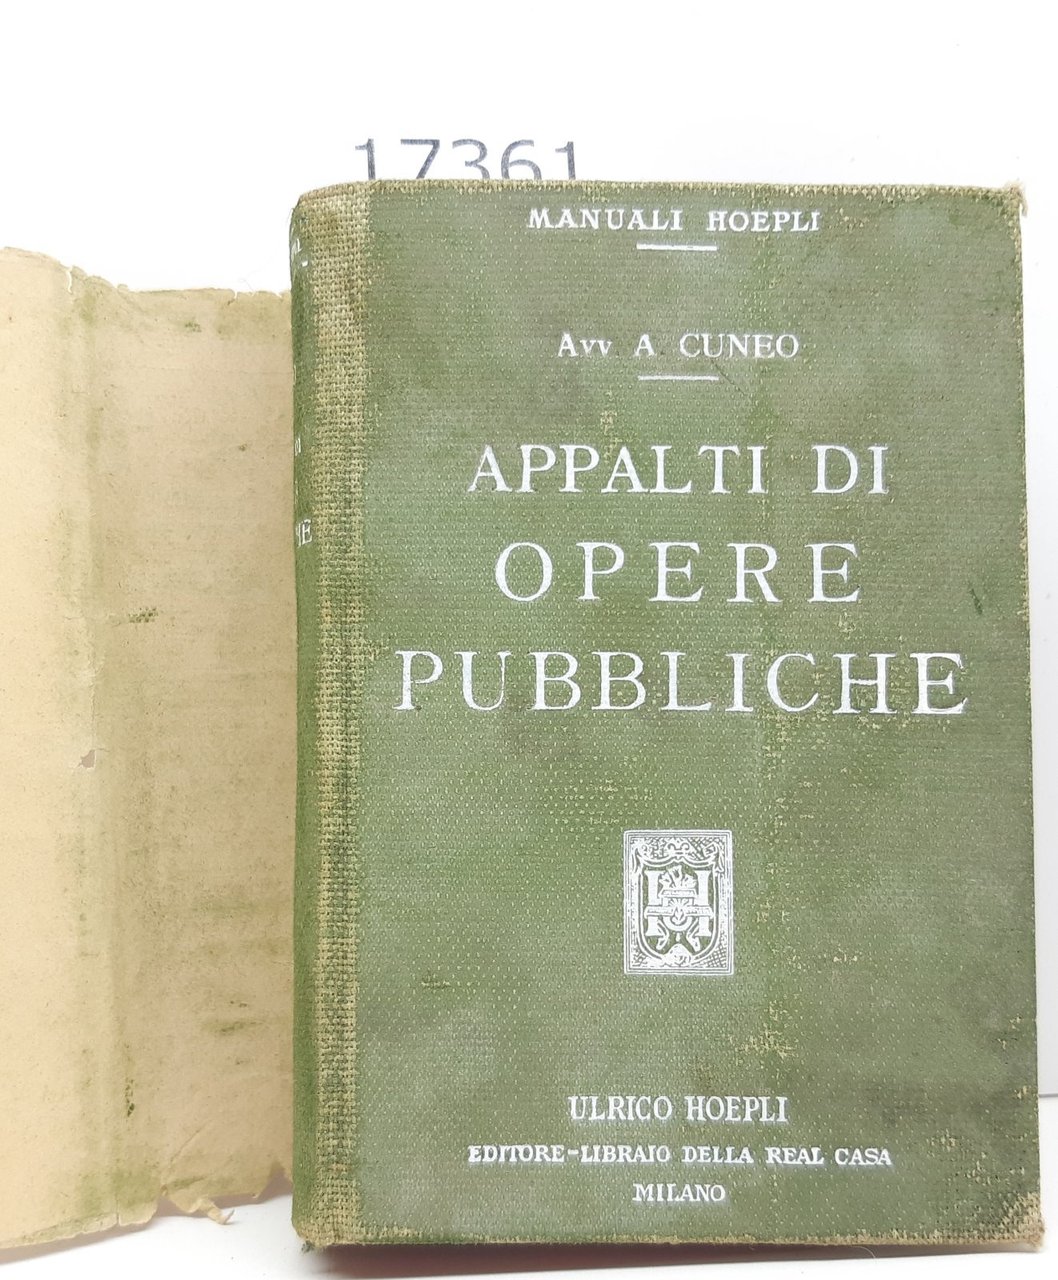 17361
MANUALI HOEPLI
Avv A CUNEO
APPALTI DI
OPERE
PUBBLICHE
ULRICO HOEPLI
EDITORE-LIBRAIO DELLA REAL CASA
MILANO